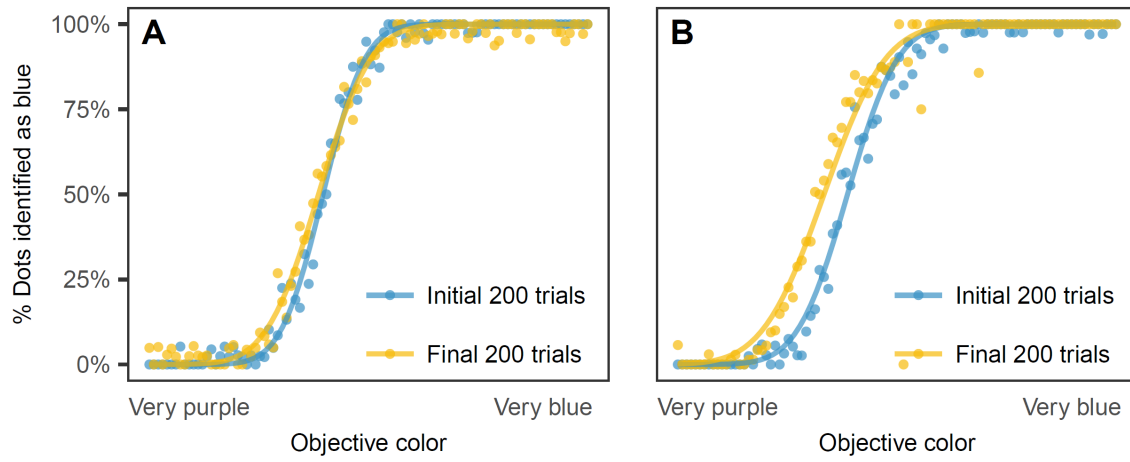 A
B
% Dots identified as blue
100%
75%
50%
25%
0%
Initial 200 trials
Final 200 trials
Initial 200 trials
Final 200 trials
Very purple
Very blue
Very purple
Very blue
Objective color
Objective color